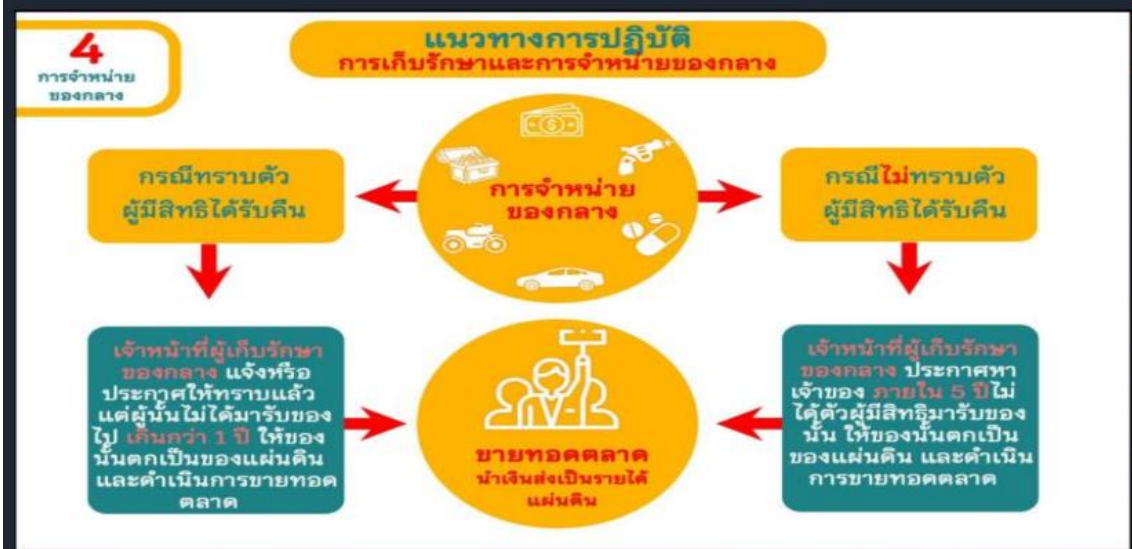 4
การจำหน่าย
ของกลาง
แนวทางการปฏิบัติ
การเก็บรักษาและการจำหน่ายของกลาง
การจำหน่าย
ของกลาง
กรณีทราบตัว
ผู้มีสิทธิได้รับคืน
กรณีไม่ทราบตัว
ผู้มีสิทธิได้รับคืน
เจ้าหน้าที่ผู้เก็บรักษา
ของกลาง แจ้งหรือ
ประกาศให้ทราบแล้ว
แต่ผู้นั้นไม่ได้มารับของ
ไป เกินกว่า 1 ปี ให้ของ
นั้นตกเป็นของแผ่นดิน
และดำเนินการขายทอด
ตลาด
ขายทอดตลาด
นำเงินส่งเป็นรายได้
แผ่นดิน
เจ้าหน้าที่ผู้เก็บรักษา
ของกลาง ประกาศหา
เจ้าของ ภายใน 5 ปีไม่
ได้ตัวผู้มีสิทธิมารับของ
นั้น ให้ของนั้นตกเป็น
ของแผ่นดิน และดำเนิน
การขายทอดตลาด